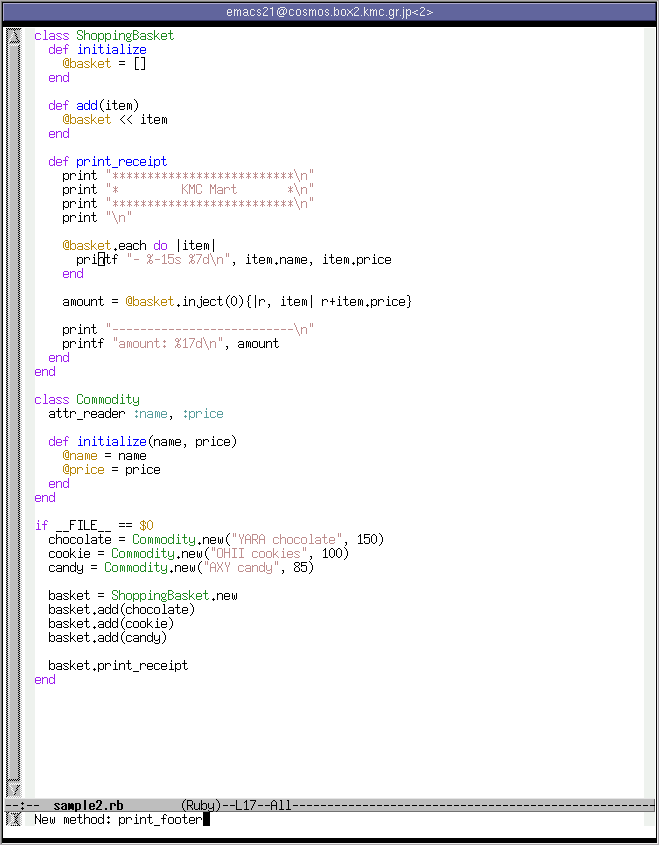 emacs21@cosmos.box2.kmc.gr.jp<2>
class ShoppingBasket
  def initialize
    @basket = []
  end

  def add(item)
    @basket << item
  end

  def print_receipt
    print "**************************\n"
    print "*         KMC Mart       *\n"
    print "**************************\n"
    print "\n"

    @basket.each do |item|
      printf "- %-15s %7d\n", item.name, item.price
    end

    amount = @basket.inject(0){|r, item| r+item.price}

    print "--------------------------\n"
    printf "amount: %17d\n", amount
  end
end

class Commodity
  attr_reader :name, :price

  def initialize(name, price)
    @name = name
    @price = price
  end
end

if __FILE__ == $0
  chocolate = Commodity.new("YARA chocolate", 150)
  cookie = Commodity.new("OHII cookies", 100)
  candy = Commodity.new("AXY candy", 85)

  basket = ShoppingBasket.new
  basket.add(chocolate)
  basket.add(cookie)
  basket.add(candy)

  basket.print_receipt
end
--:--  sample2.rb        (Ruby)--L17--All----------------------------------------------------
New method: print_footer